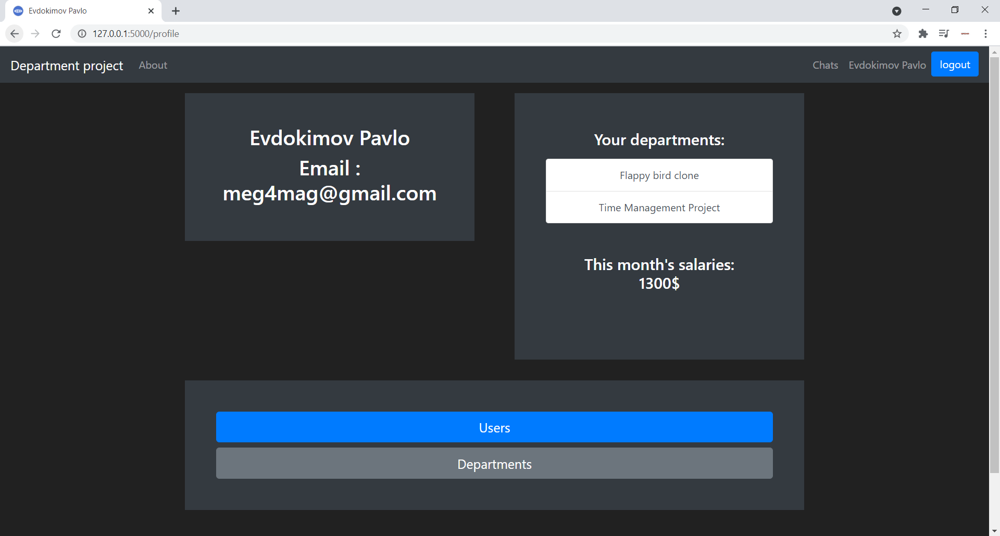 Evdokimov Pavlo
127.0.0.1:5000/profile
Department project About Chats Evdokimov Pavlo logout
Evdokimov Pavlo
Email :
meg4mag@gmail.com
Your departments:
Flappy bird clone
Time Management Project
This month's salaries:
1300$
Users
Departments